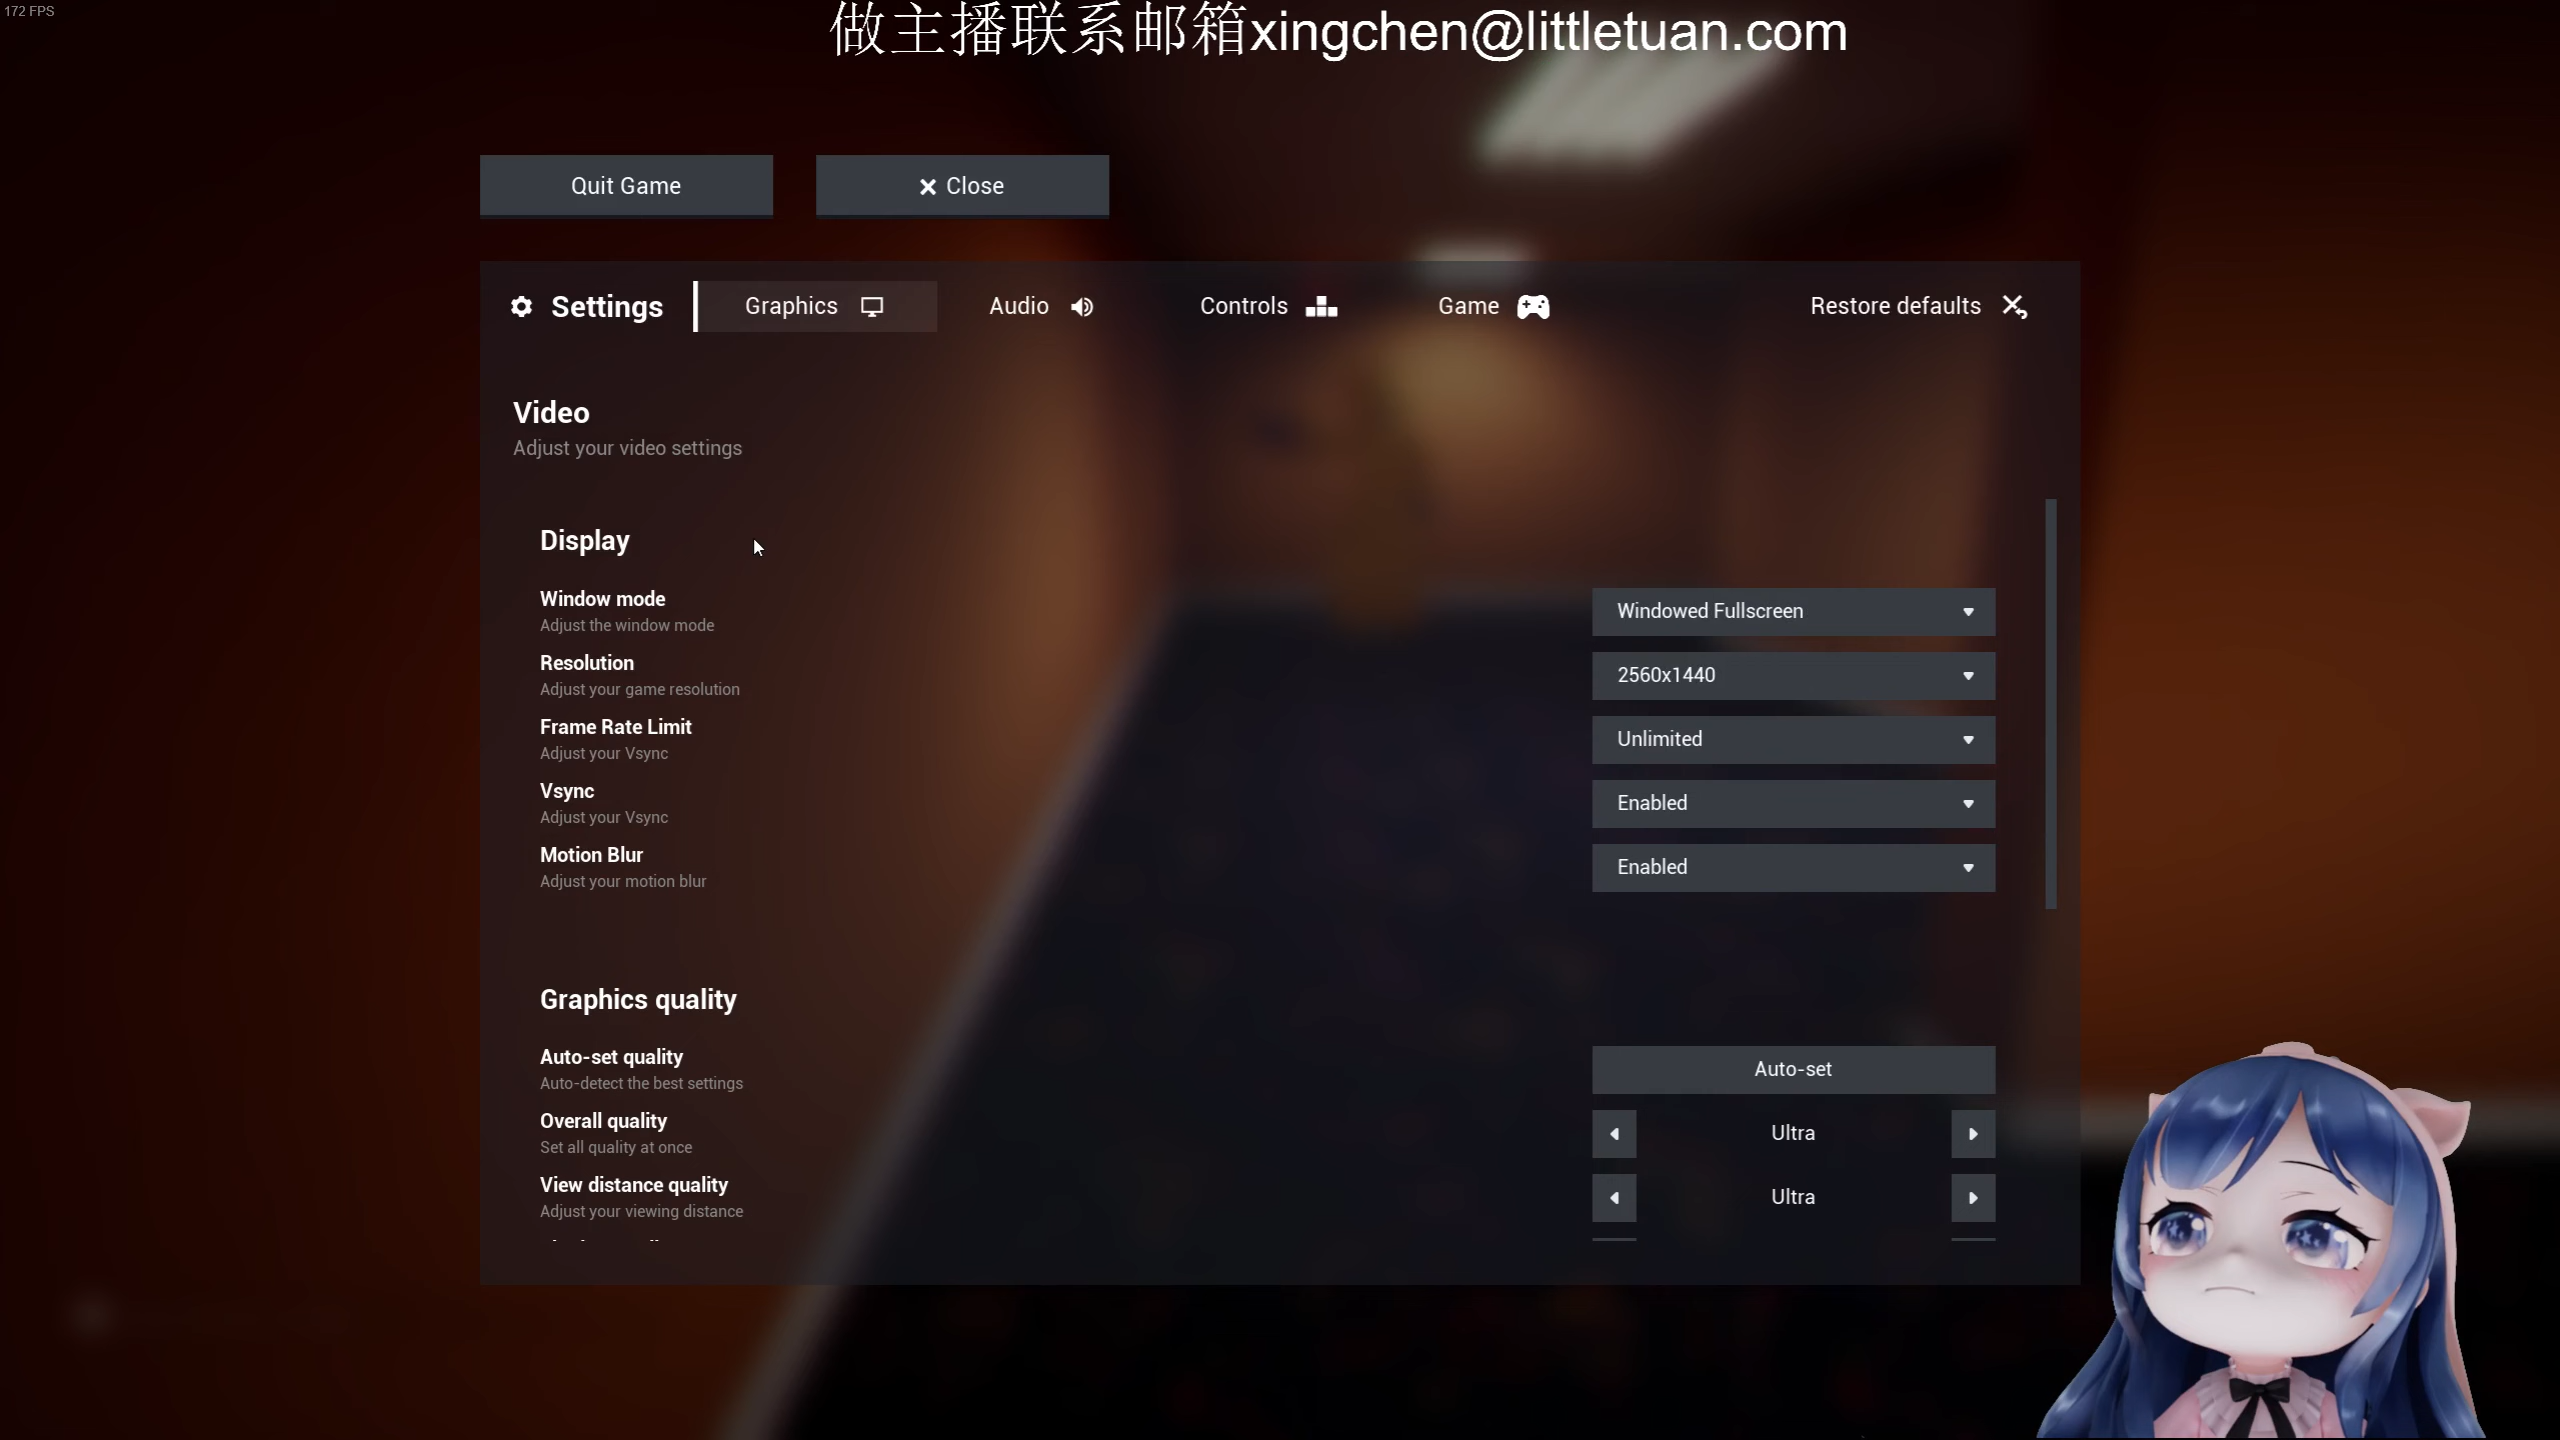 172 FPS
做主播联系邮箱xingchen@littletuan.com
Quit Game
Close
Settings
Graphics
Audio
Controls
Game
Restore defaults
Video
Adjust your video settings
Display
Window mode
Adjust the window mode
Windowed Fullscreen
Resolution
Adjust your game resolution
2560x1440
Frame Rate Limit
Adjust your Vsync
Unlimited
Vsync
Adjust your Vsync
Enabled
Motion Blur
Adjust your motion blur
Enabled
Graphics quality
Auto-set quality
Auto-detect the best settings
Auto-set
Overall quality
Set all quality at once
Ultra
View distance quality
Adjust your viewing distance
Ultra